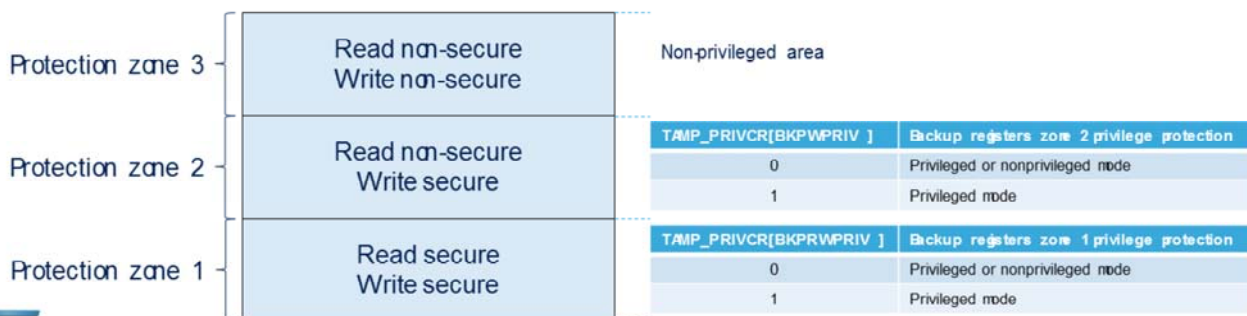 Protection zone 3
Read non-secure
Write non-secure
Non-privileged area
Protection zone 2
Read non-secure
Write secure
TAMP_PRIVCR[BKPWPRIV ] Backup registers zone 2 privilege protection
0 Privileged or nonprivileged mode
1 Privileged mode
Protection zone 1
Read secure
Write secure
TAMP_PRIVCR[BKPRWPRIV ] Backup registers zone 1 privilege protection
0 Privileged or nonprivileged mode
1 Privileged mode